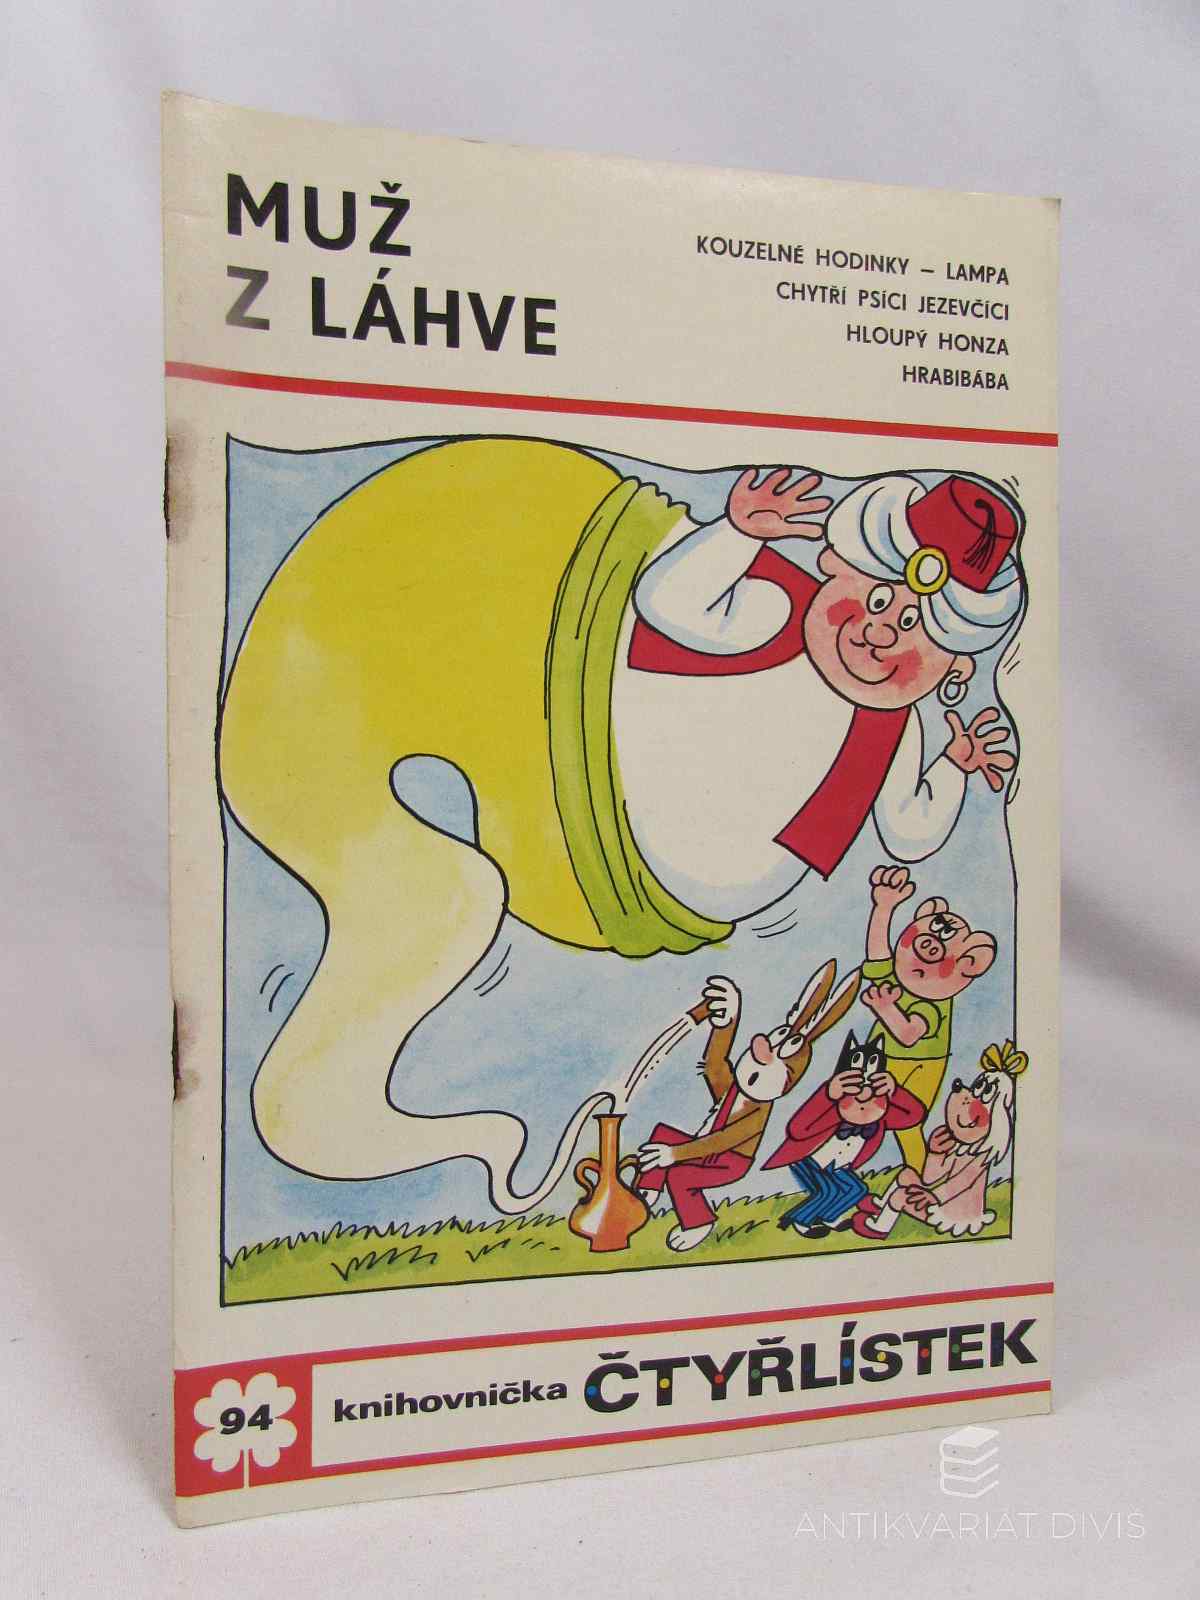 MUŽ
Z LÁHVE
KOUZELNÉ HODINKY – LAMPA
CHYTŘÍ PSÍCI JEZEVČÍCI
HLOUPÝ HONZA
HRABIBÁBA
94
knihovnička ČTYŘLÍSTEK
ANTIKVARIÁT DIVIŠ